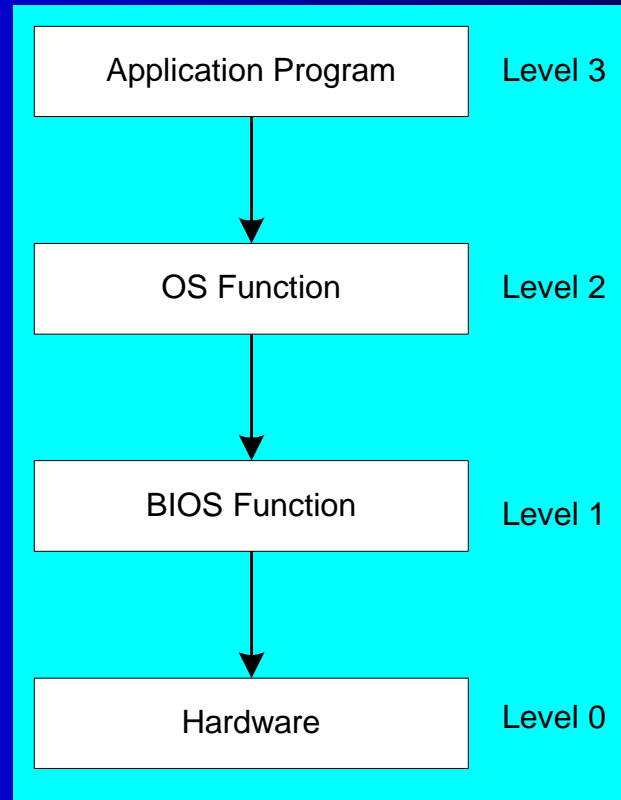 Application Program Level 3
OS Function Level 2
BIOS Function Level 1
Hardware Level 0